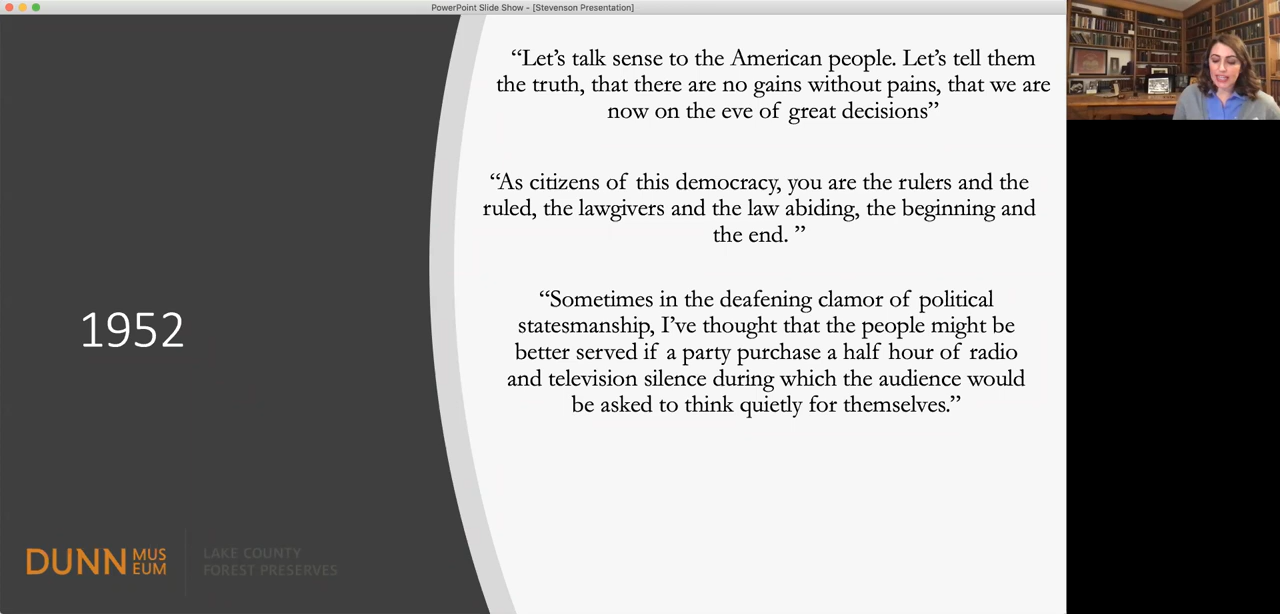 PowerPoint Slide Show - [Stevenson Presentation]
“Let’s talk sense to the American people. Let’s tell them
the truth, that there are no gains without pains, that we are
now on the eve of great decisions”
“As citizens of this democracy, you are the rulers and the
ruled, the lawgivers and the law abiding, the beginning and
the end. ”
“Sometimes in the deafening clamor of political
statesmanship, I’ve thought that the people might be
better served if a party purchase a half hour of radio
and television silence during which the audience would
be asked to think quietly for themselves.”
1952
DUNN MUS
EUM
LAKE COUNTY
FOREST PRESERVES